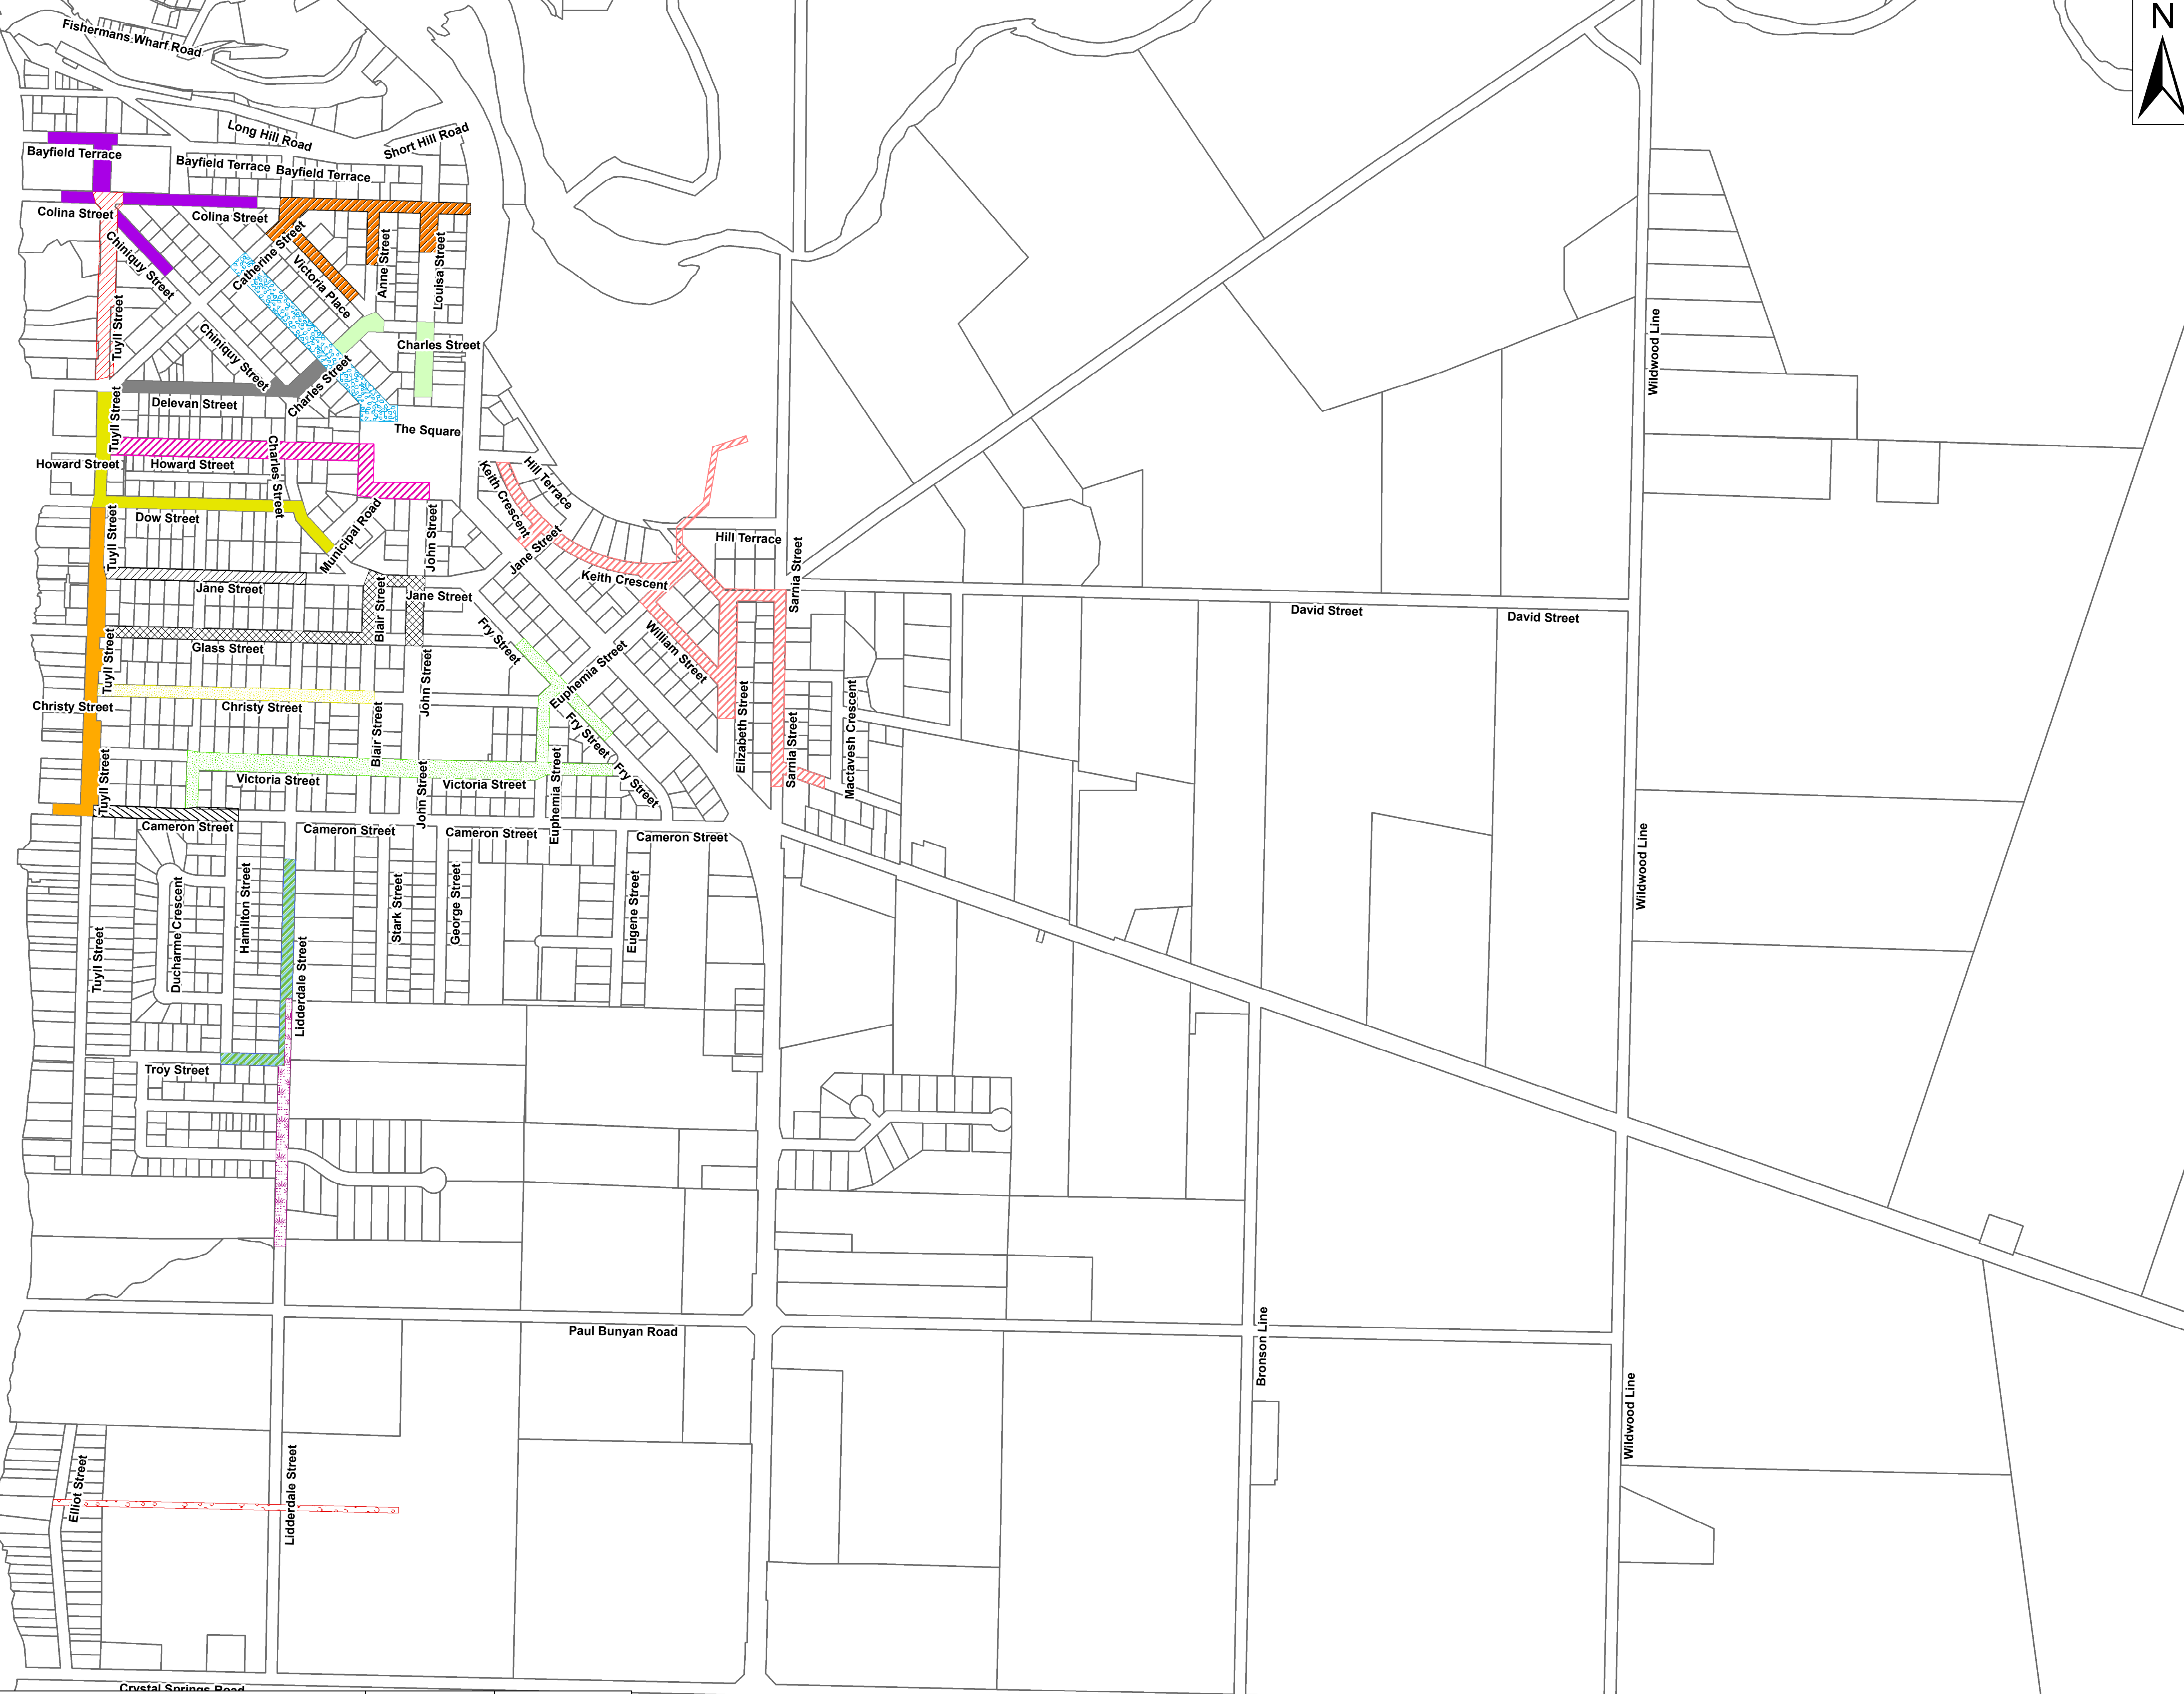 N
Fishermans Wharf Road
Long Hill Road
Short Hill Road
Bayfield Terrace
Bayfield Terrace
Bayfield Terrace
Colina Street
Colina Street
Chiniquy Street
Catherine Street
Victoria Place
Anne Street
Louisa Street
Tuyll Street
Chiniquy Street
Charles Street
Charles Street
Wildwood Line
Delevan Street
Tuyll Street
The Square
Howard Street
Howard Street
Charles Street
Keith Crescent
Hill Terrace
Dow Street
Tuyll Street
Municipal Road
John Street
Jane Street
Hill Terrace
Sarnia Street
Keith Crescent
Jane Street
Blair Street
Jane Street
David Street
David Street
Glass Street
Tuyll Street
Fry Street
William Street
Euphemia Street
John Street
Christy Street
Christy Street
Blair Street
Fry Street
Elizabeth Street
Sarnia Street
Mactavesh Crescent
Tuyll Street
Victoria Street
John Street
Victoria Street
Euphemia Street
Fry Street
Cameron Street
Cameron Street
Cameron Street
Cameron Street
Wildwood Line
Tuyll Street
Ducharme Crescent
Hamilton Street
Lidderdale Street
Stark Street
George Street
Eugene Street
Troy Street
Paul Bunyan Road
Bronson Line
Wildwood Line
Elliot Street
Lidderdale Street
Crystal Springs Road